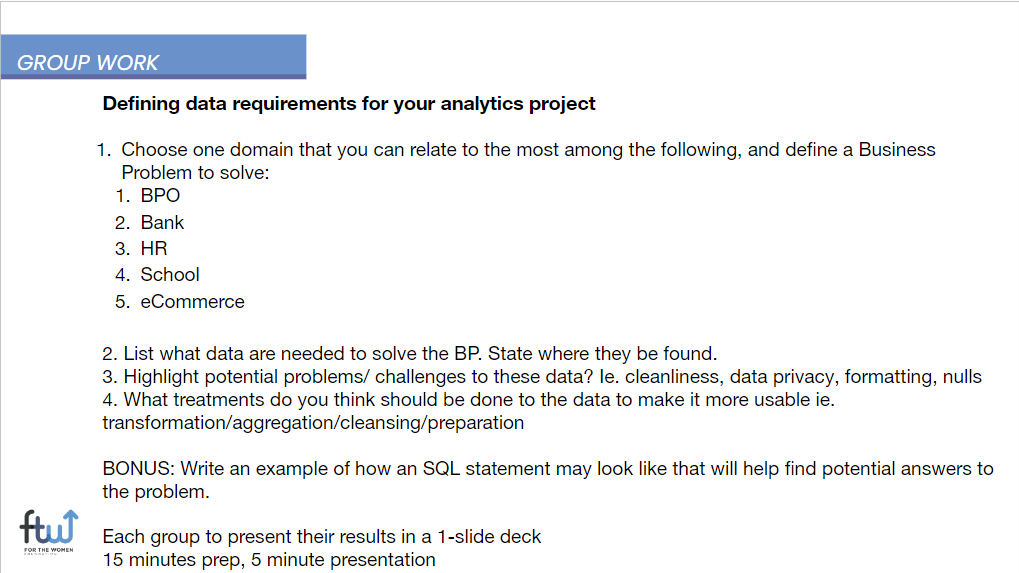 GROUP WORK
Defining data requirements for your analytics project
1. Choose one domain that you can relate to the most among the following, and define a Business
Problem to solve:
1. BPO
2. Bank
3. HR
4. School
5. eCommerce
2. List what data are needed to solve the BP. State where they be found.
3. Highlight potential problems/ challenges to these data? Ie. cleanliness, data privacy, formatting, nulls
4. What treatments do you think should be done to the data to make it more usable ie.
transformation/aggregation/cleansing/preparation
BONUS: Write an example of how an SQL statement may look like that will help find potential answers to
the problem.
ftw
FOR THE WOMEN
FOUNDATION
Each group to present their results in a 1-slide deck
15 minutes prep, 5 minute presentation